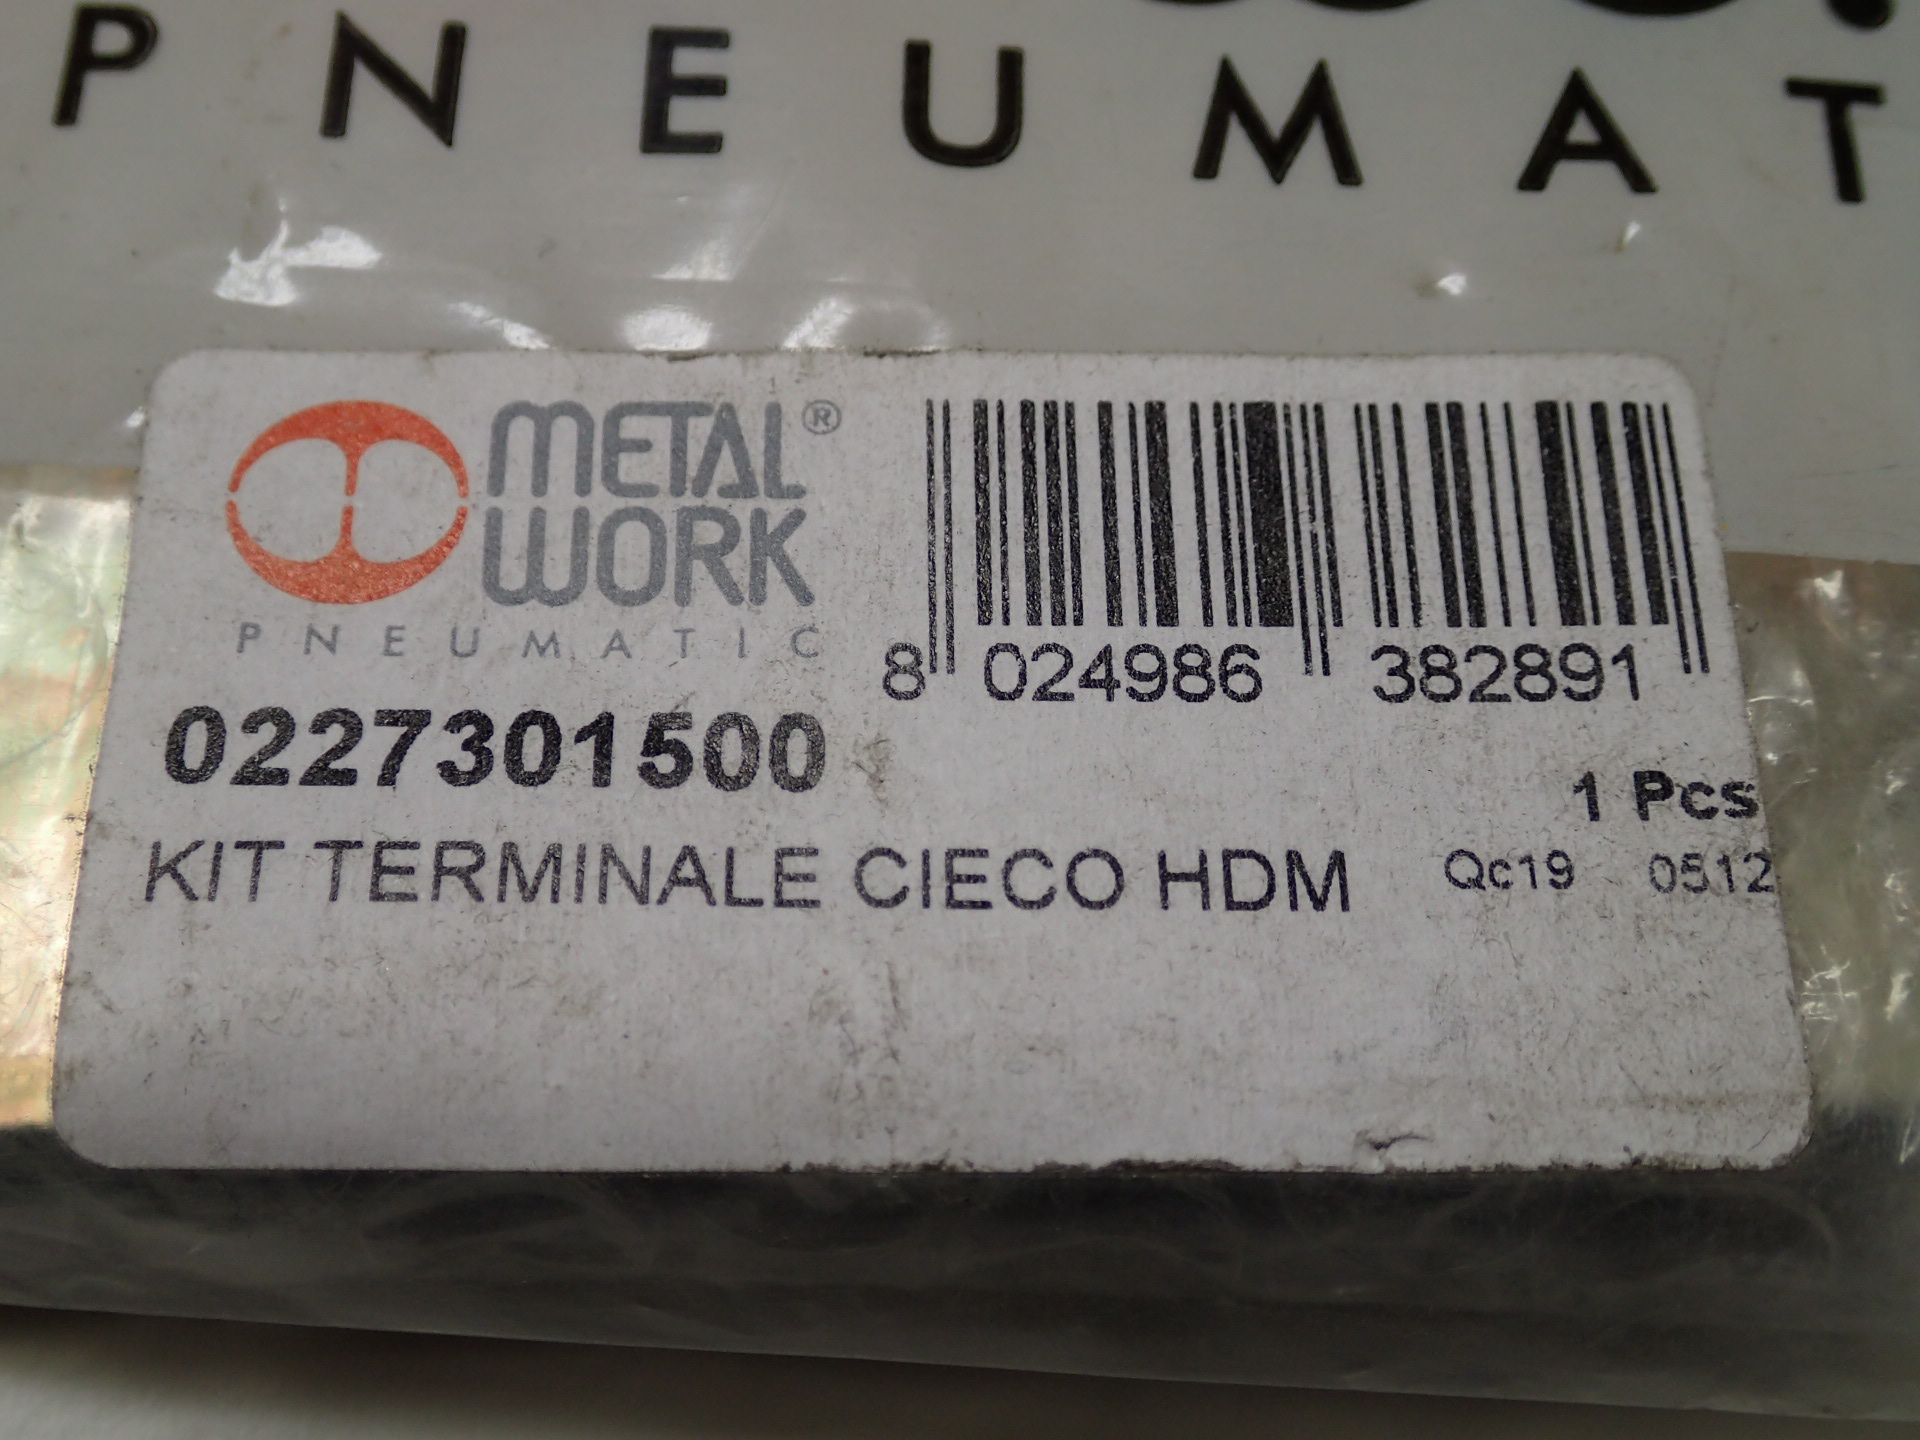 PNEUMAT
METAL®
WORK
PNEUMATIC
8 024986 382891
0227301500
1 Pcs
KIT TERMINALE CIECO HDM Qc19 0512